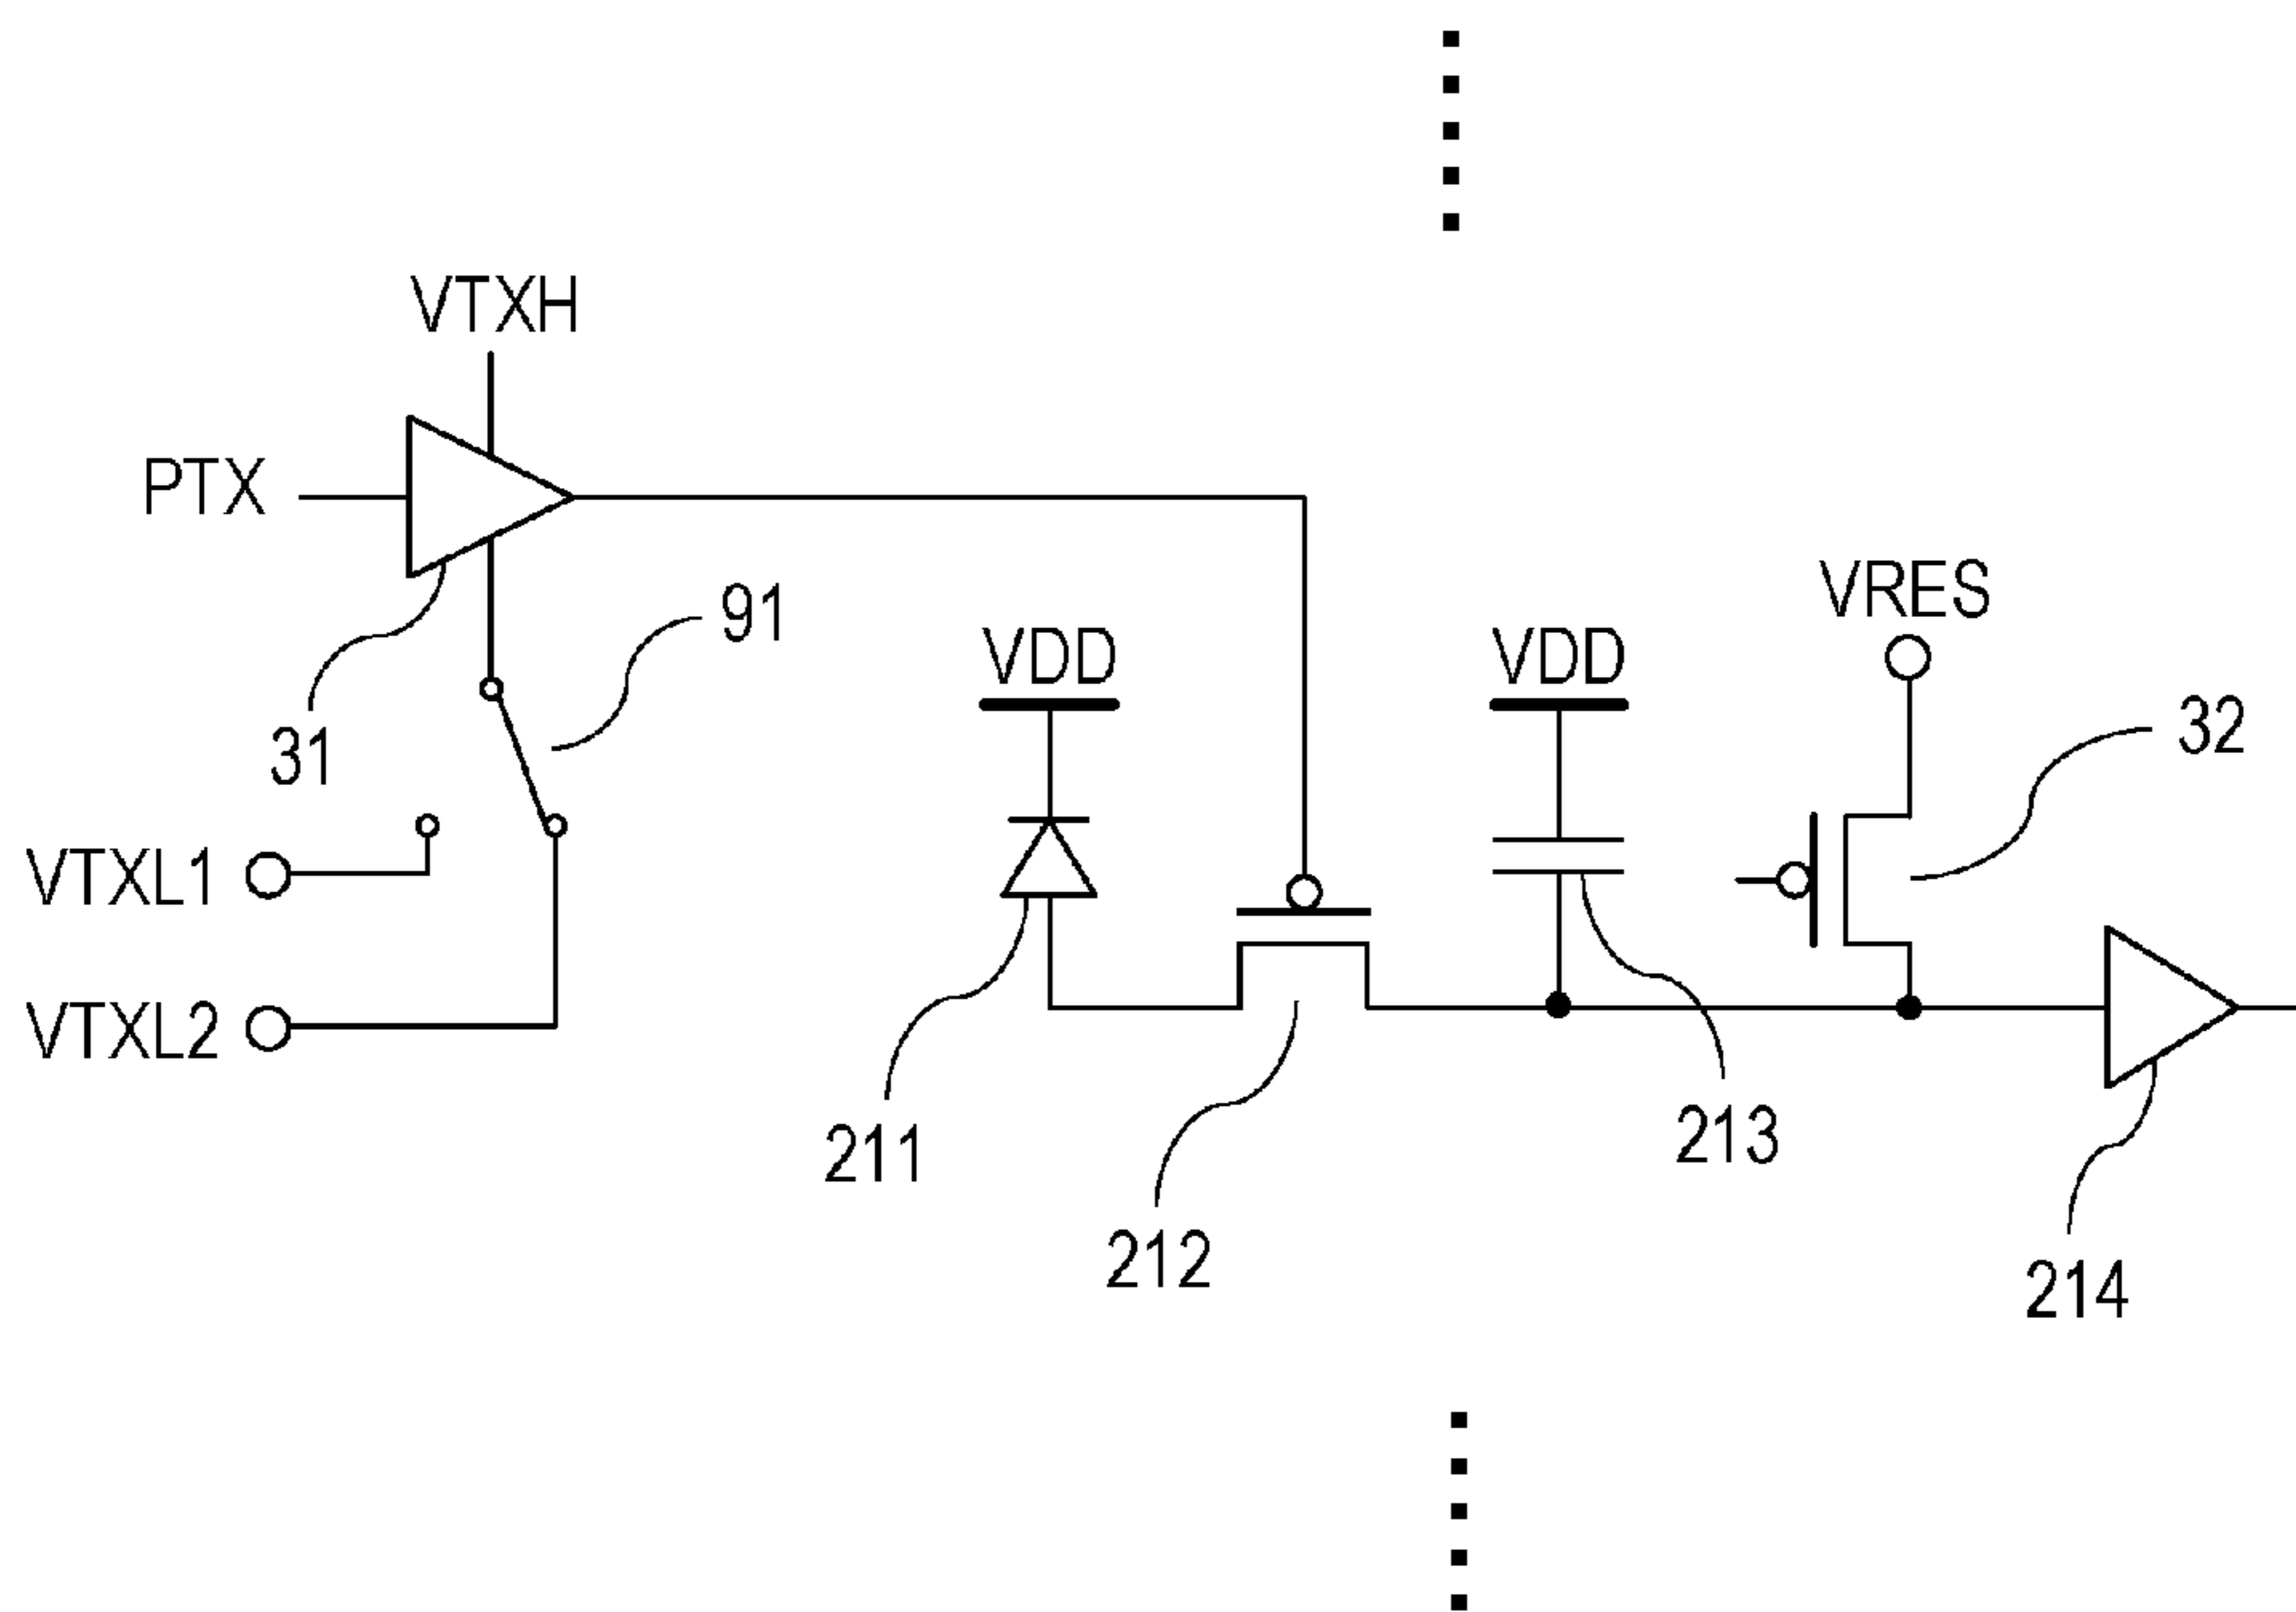 VTXH
PTX
91
31
VTXL1
VTXL2
VDD
VDD
VRES
32
211
212
213
214